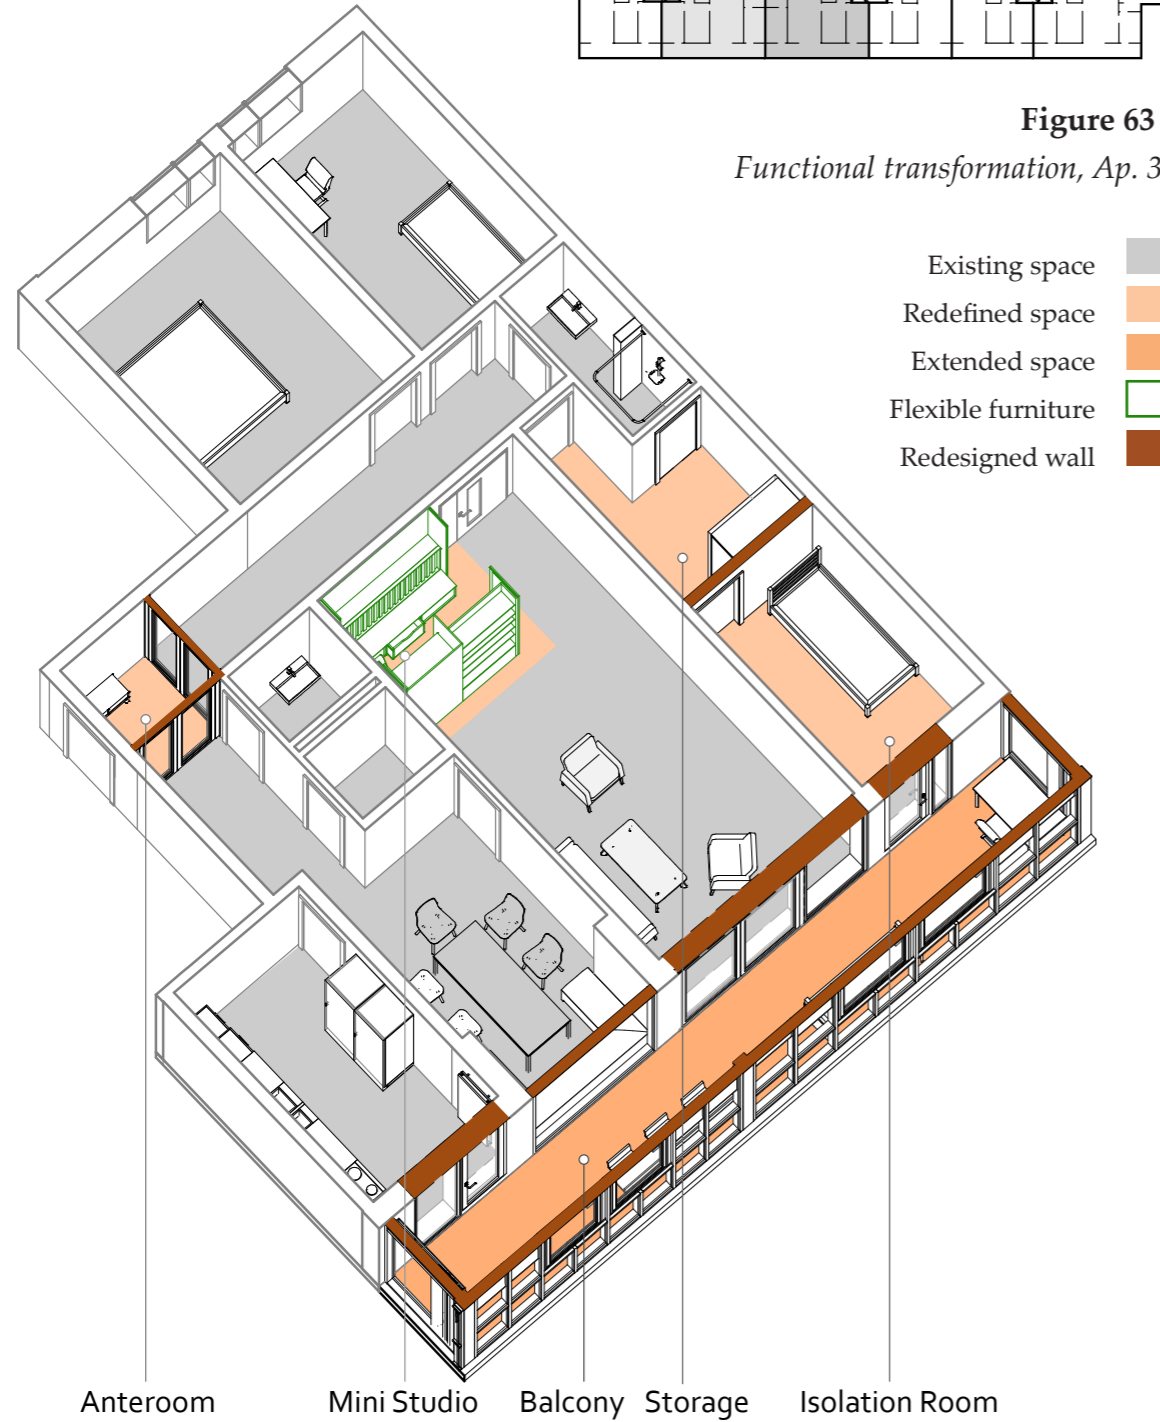 Figure 63
Functional transformation, Ap. 3
Existing space
Redefined space
Extended space
Flexible furniture
Redesigned wall
Anteroom
Mini Studio
Balcony
Storage
Isolation Room